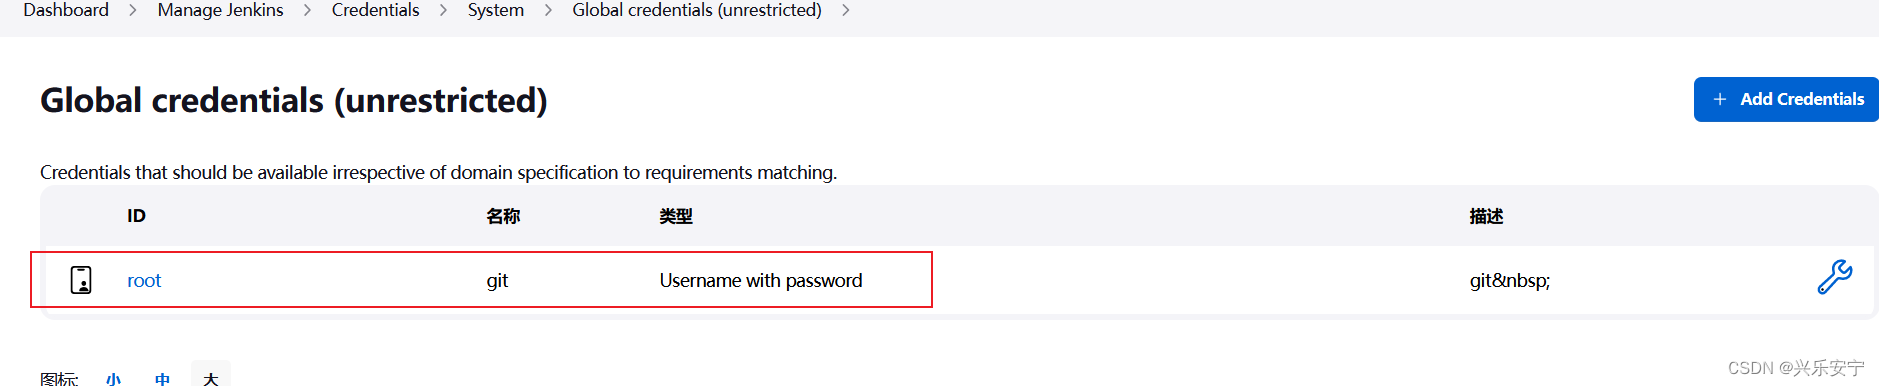 Dashboard > Manage Jenkins > Credentials > System > Global credentials (unrestricted) >
Global credentials (unrestricted)
+ Add Credentials
Credentials that should be available irrespective of domain specification to requirements matching.
ID 名称 类型 描述
root git Username with password git&nbsp;
图标: 小 中 大
CSDN @兴乐安宁